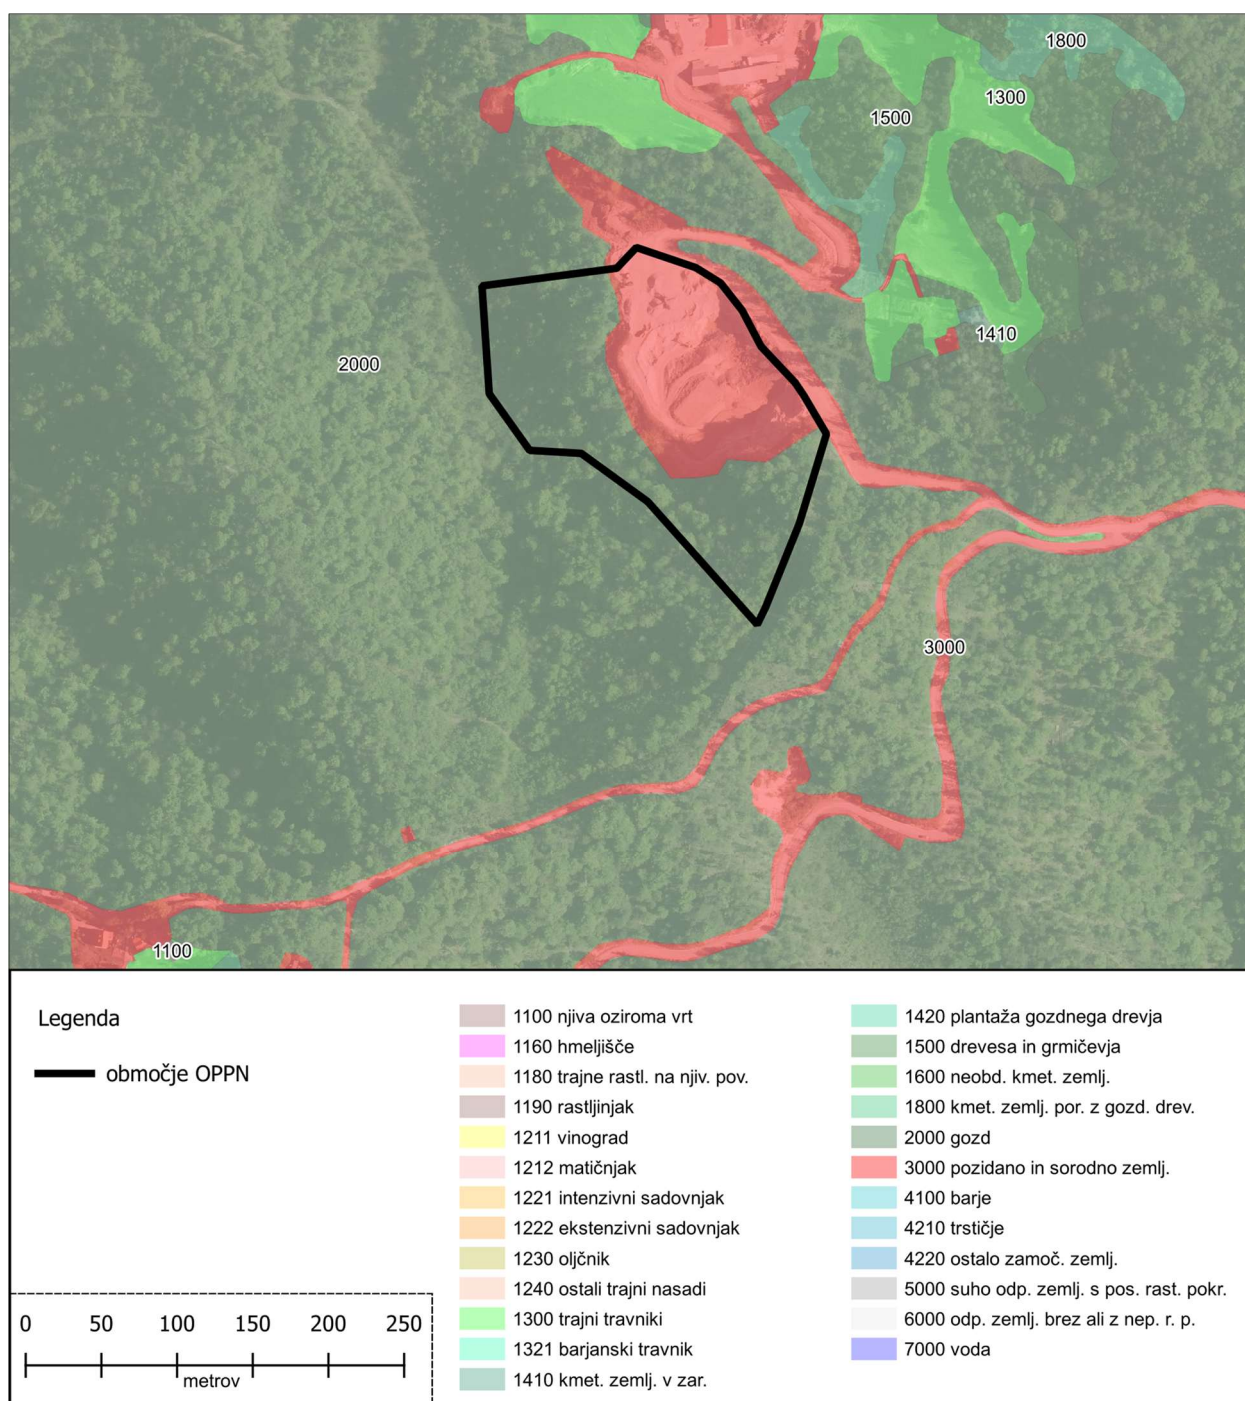 1800
1300
1500
1410
2000
3000
1100
Legenda
območje OPPN
1100 njiva oziroma vrt
1160 hmeljišče
1180 trajne rastl. na njiv. pov.
1190 rastljinjak
1211 vinograd
1212 matičnjak
1221 intenzivni sadovnjak
1222 ekstenzivni sadovnjak
1230 oljčnik
1240 ostali trajni nasadi
1300 trajni travniki
1321 barjanski travnik
1410 kmet. zemlj. v zar.
1420 plantaža gozdnega drevja
1500 drevesa in grmičevja
1600 neobd. kmet. zemlj.
1800 kmet. zemlj. por. z gozd. drev.
2000 gozd
3000 pozidano in sorodno zemlj.
4100 barje
4210 trstičje
4220 ostalo zamoč. zemlj.
5000 suho odp. zemlj. s pos. rast. pokr.
6000 odp. zemlj. brez ali z nep. r. p.
7000 voda
0 50 100 150 200 250
metrov